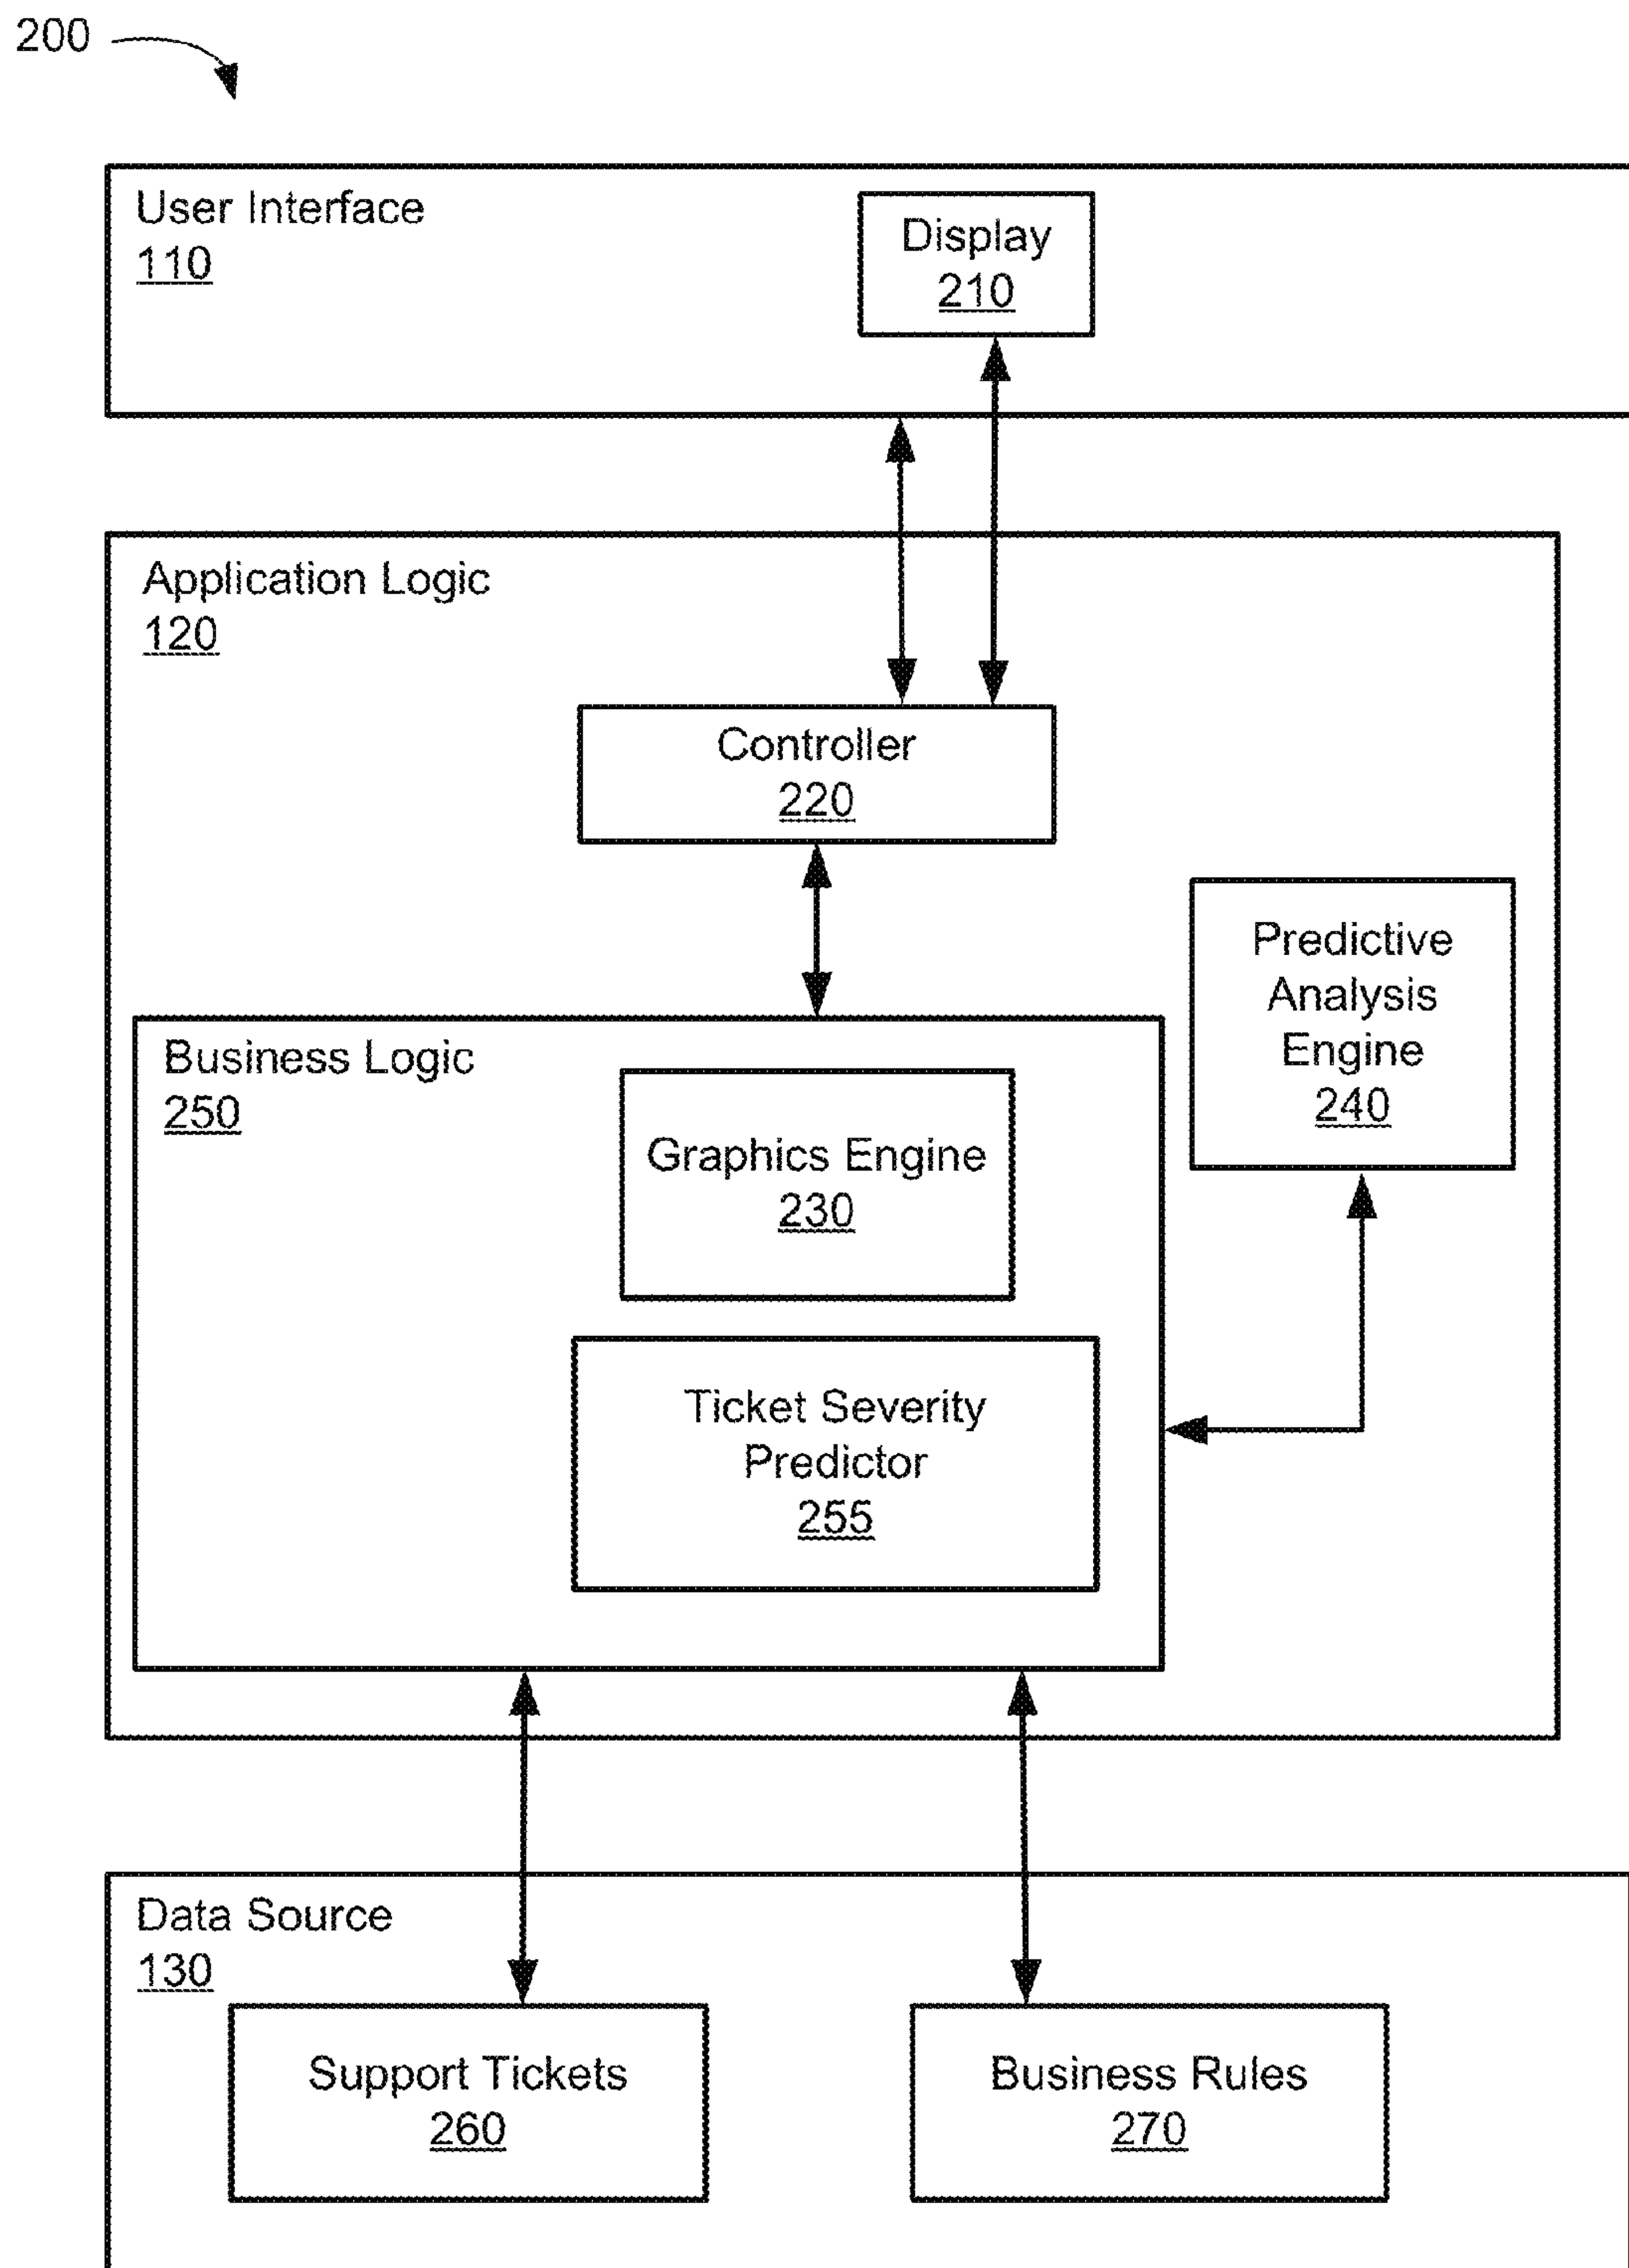 200
User Interface
110
Display
210
Application Logic
120
Controller
220
Predictive
Analysis
Engine
240
Business Logic
250
Graphics Engine
230
Ticket Severity
Predictor
255
Data Source
130
Support Tickets
260
Business Rules
270